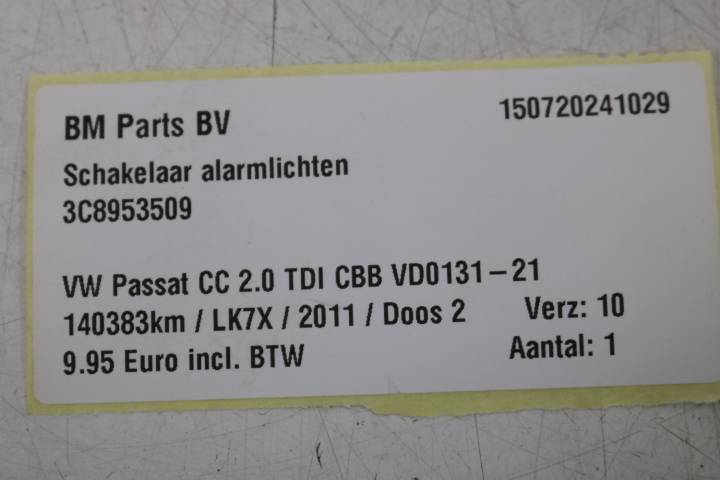 BM Parts BV 150720241029
Schakelaar alarmlichten
3C8953509
VW Passat CC 2.0 TDI CBB VD0131-21
140383km / LK7X / 2011 / Doos 2 Verz: 10
9.95 Euro incl. BTW Aantal: 1